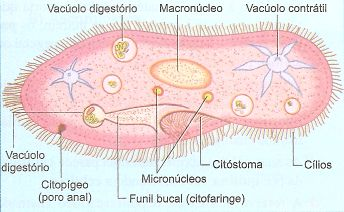 Vacúolo digestório
Macronúcleo
Vacúolo contrátil
Vacúolo
digestório
Citopígeo
(poro anal)
Micronúcleos
Funil bucal (citofaringe)
Citóstoma
Cílios